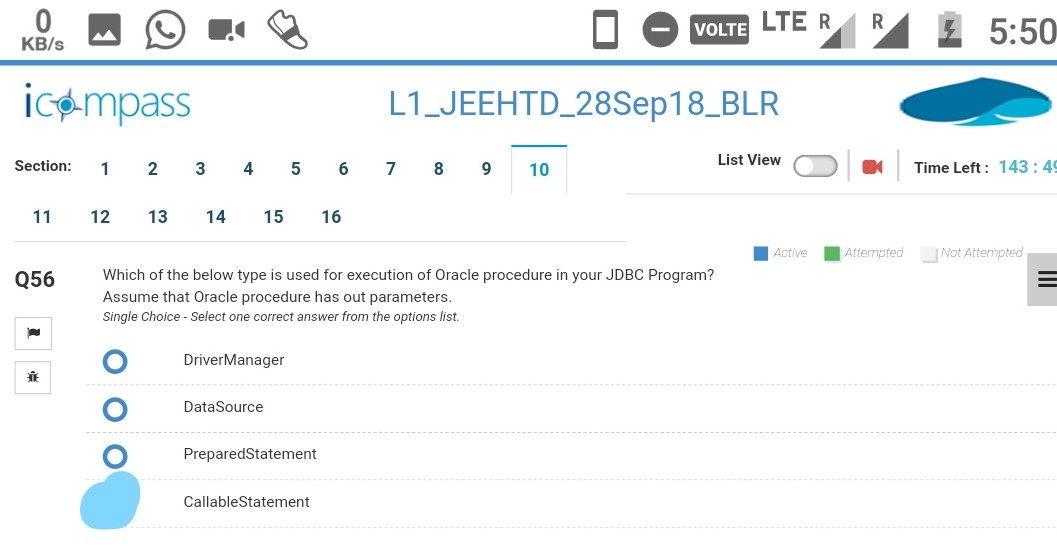 0 KB/s VOLTE LTE R R 5:50
icompass L1_JEEHTD_28Sep18_BLR
Section: 1 2 3 4 5 6 7 8 9 10 List View Time Left : 143 : 49
11 12 13 14 15 16
Active Attempted Not Attempted
Q56 Which of the below type is used for execution of Oracle procedure in your JDBC Program?
Assume that Oracle procedure has out parameters.
Single Choice - Select one correct answer from the options list.
DriverManager
DataSource
PreparedStatement
CallableStatement